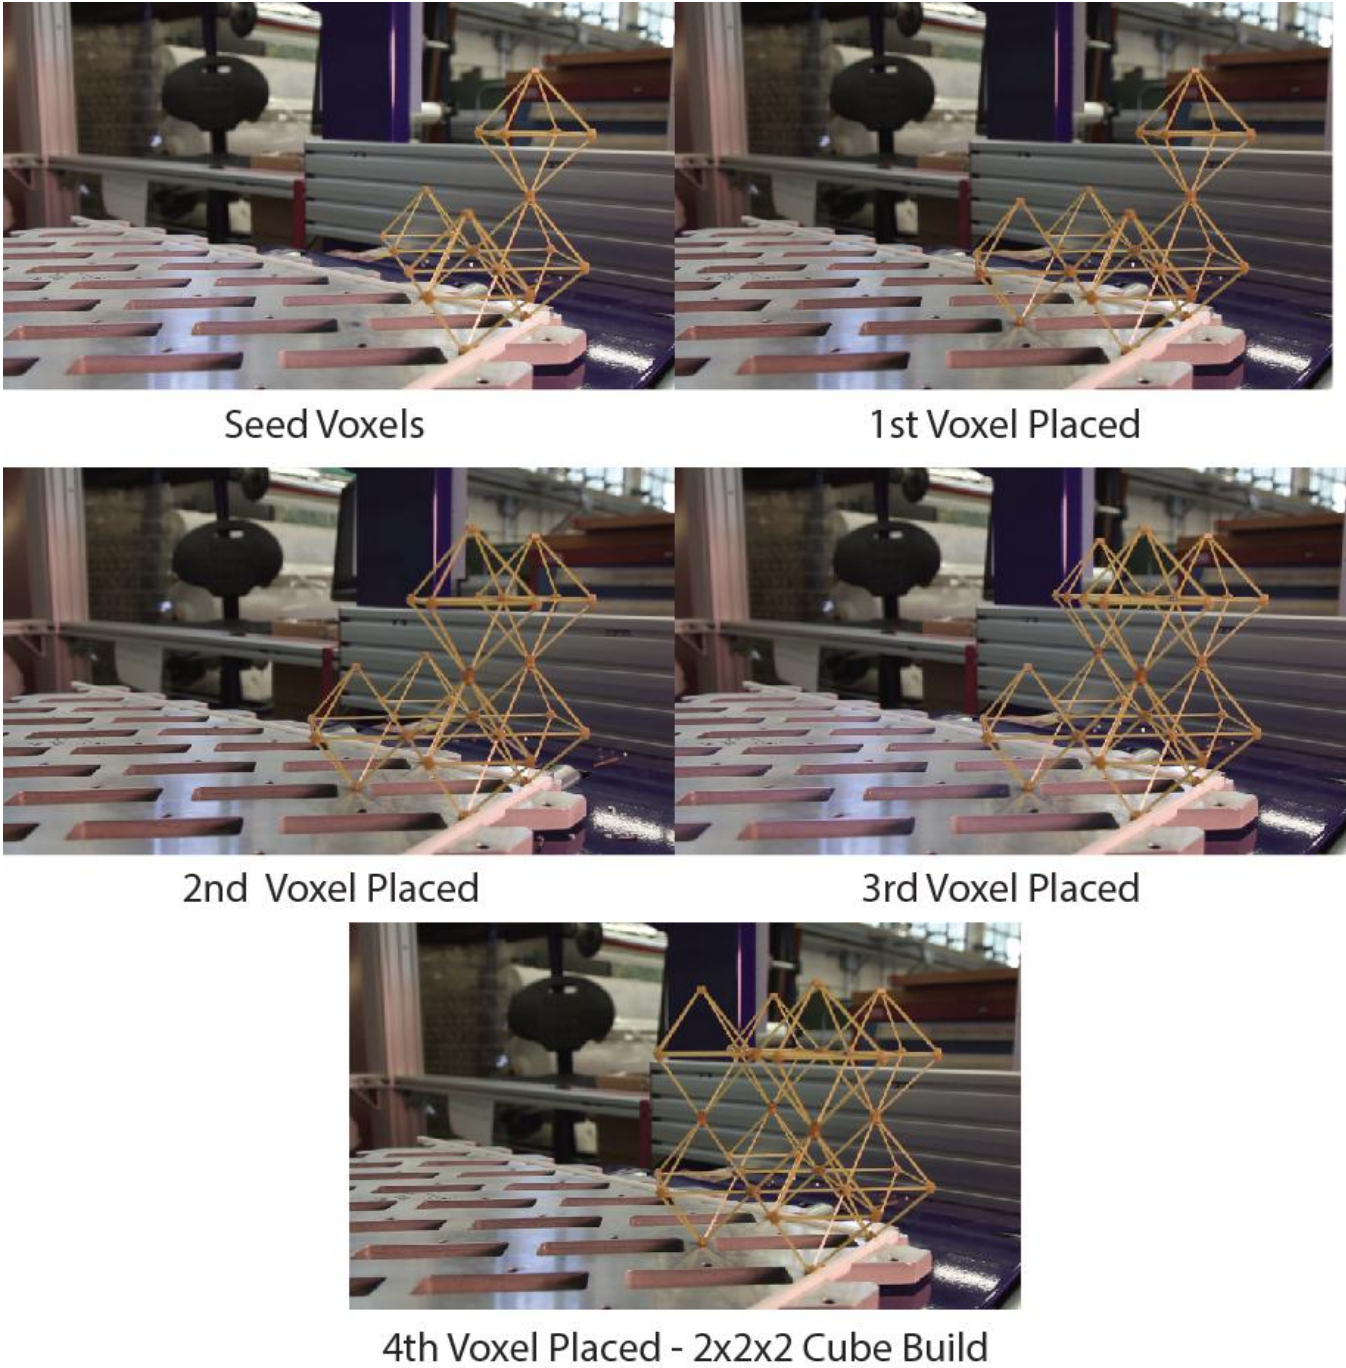 Seed Voxels
1st Voxel Placed
2nd Voxel Placed
3rd Voxel Placed
4th Voxel Placed - 2x2x2 Cube Build